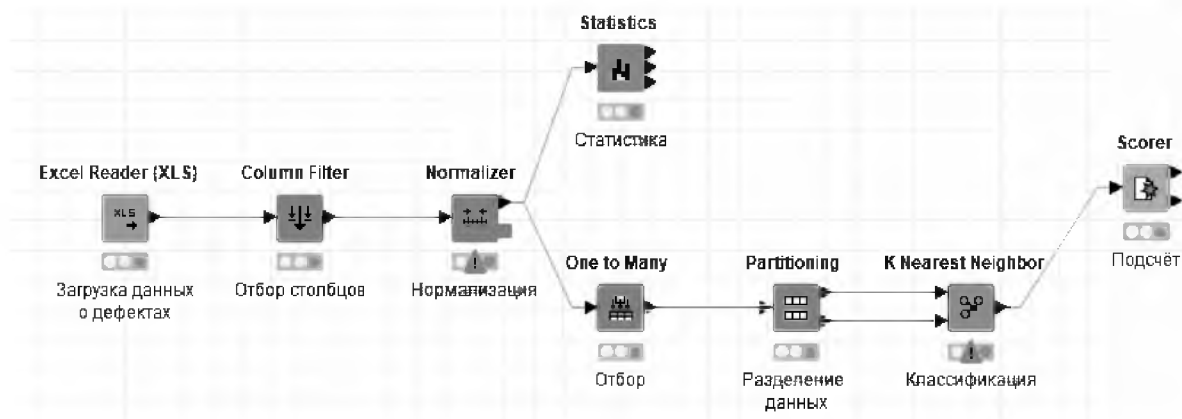 Statistics
Статистика
Scorer
Excel Reader (XLS)
Column Filter
Normalizer
XLS
Подсчёт
One to Many
Partitioning
K Nearest Neighbor
Загрузка данных
о дефектах
Отбор столбцов
Нормализация
Отбор
Разделение
данных
Классификация